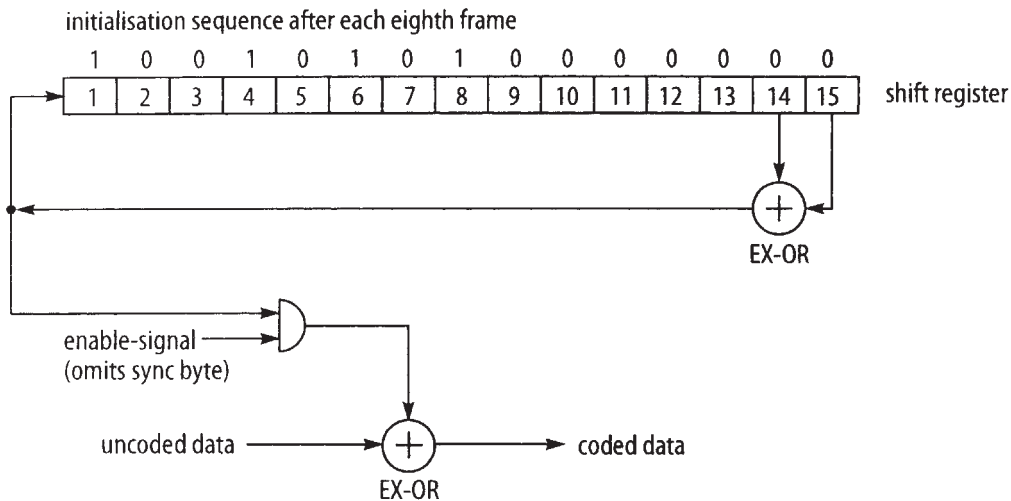 initialisation sequence after each eighth frame
1 0 0 1 0 1 0 1 0 0 0 0 0 0 0
1 2 3 4 5 6 7 8 9 10 11 12 13 14 15
shift register
+
EX-OR
enable-signal
(omits sync byte)
uncoded data
+
coded data
EX-OR